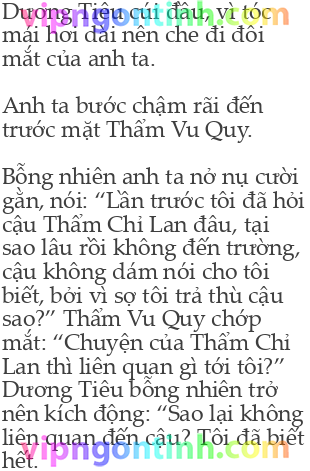 Dương Tiêu cúi đầu, vì tóc
mái hơi dài nên che đi đôi
mắt của anh ta.
Anh ta bước chậm rãi đến
trước mặt Thẩm Vu Quy.
Bỗng nhiên anh ta nở nụ cười
gằn, nói: “Lần trước tôi đã hỏi
cậu Thẩm Chỉ Lan đâu, tại
sao lâu rồi không đến trường,
cậu không dám nói cho tôi
biết, bởi vì sợ tôi trả thù cậu
sao?” Thẩm Vu Quy chớp
mắt: “Chuyện của Thẩm Chỉ
Lan thì liên quan gì tới tôi?”
Dương Tiêu bỗng nhiên trở
nên kích động: “Sao lại không
liên quan đến cậu? Tôi đã biết
hết.
vipngontinh.com
vipngontinh.com